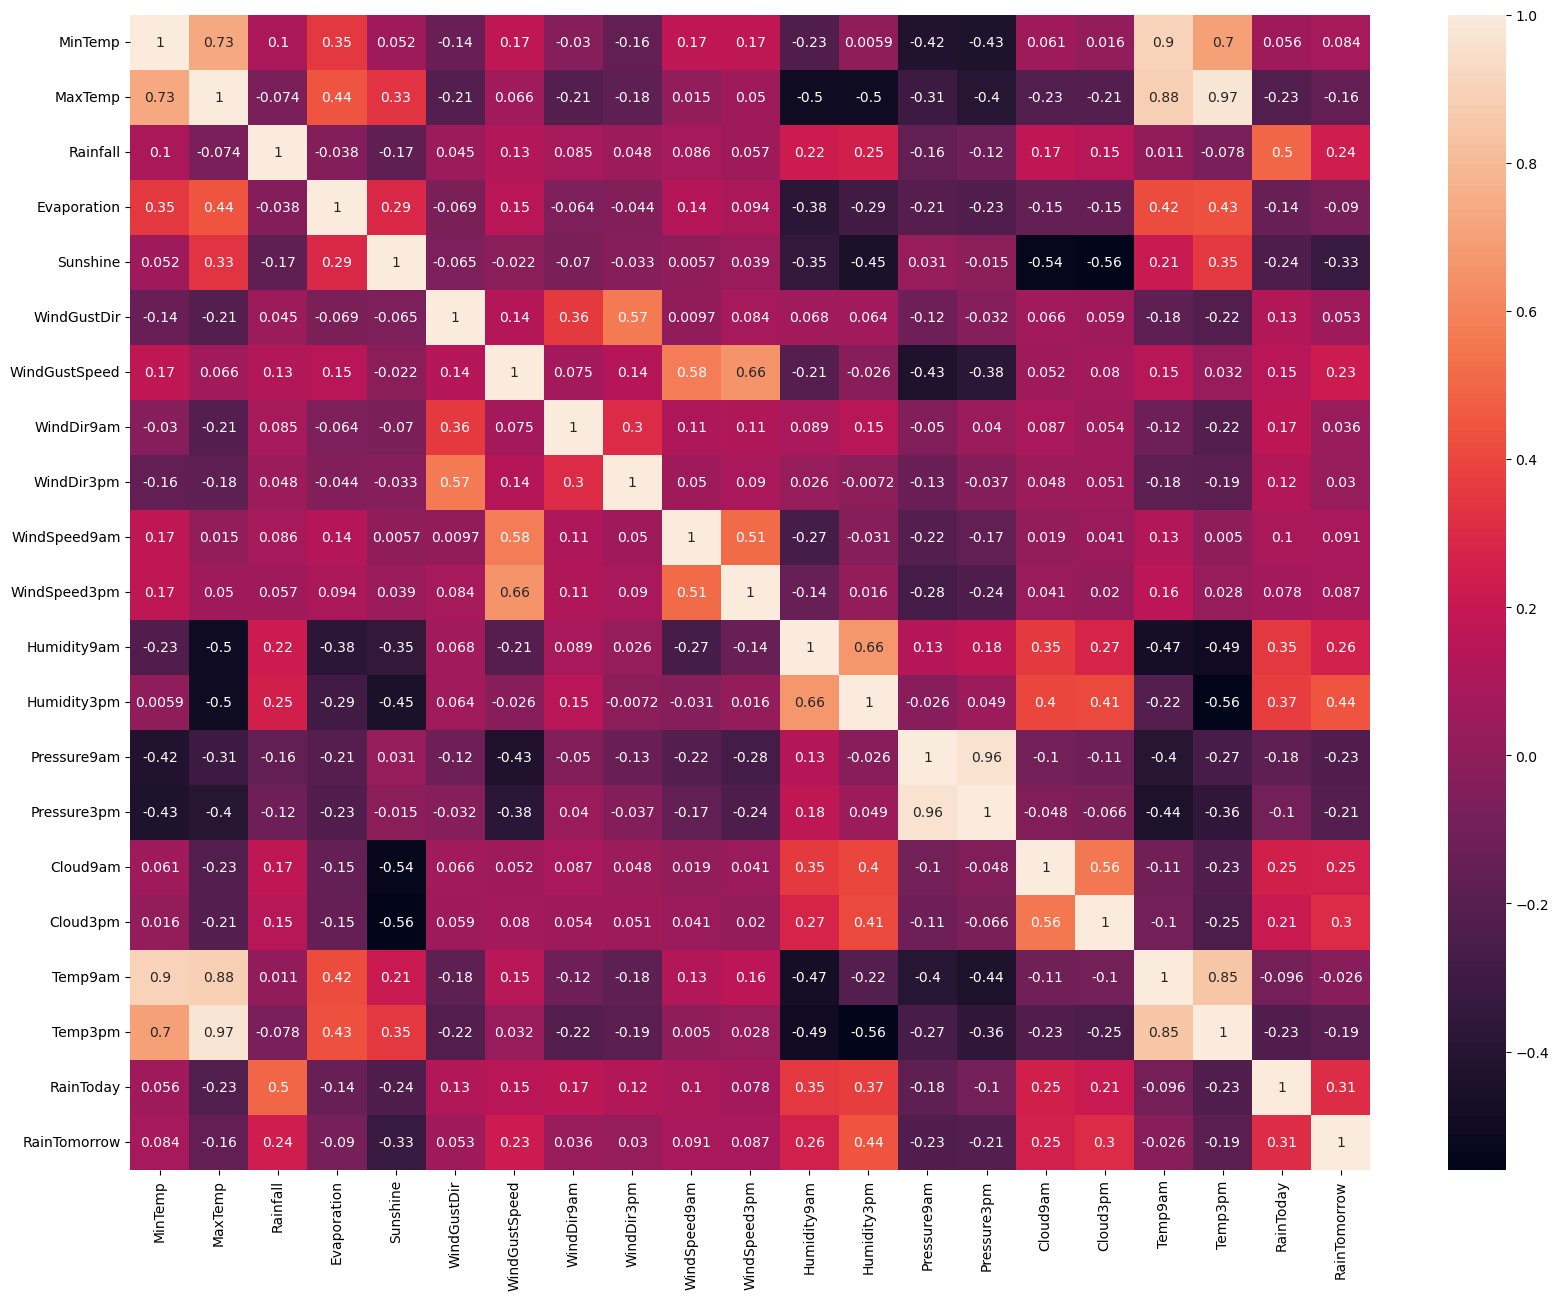 MinTemp 1 0.73 0.1 0.35 0.052 -0.14 0.17 -0.03 -0.16 0.17 0.17 -0.23 0.0059 -0.42 -0.43 0.061 0.016 0.9 0.7 0.056 0.084
MaxTemp 0.73 1 -0.074 0.44 0.33 -0.21 0.066 -0.21 -0.18 0.015 0.05 -0.5 -0.5 -0.31 -0.4 -0.23 -0.21 0.88 0.97 -0.23 -0.16
Rainfall 0.1 -0.074 1 -0.038 -0.17 0.045 0.13 0.085 0.048 0.086 0.057 0.22 0.25 -0.16 -0.12 0.17 0.15 0.011 -0.078 0.5 0.24
Evaporation 0.35 0.44 -0.038 1 0.29 -0.069 0.15 -0.064 -0.044 0.14 0.094 -0.38 -0.29 -0.21 -0.23 -0.15 -0.15 0.42 0.43 -0.14 -0.09
Sunshine 0.052 0.33 -0.17 0.29 1 -0.065 -0.022 -0.07 -0.033 0.0057 0.039 -0.35 -0.45 0.031 -0.015 -0.54 -0.56 0.21 0.35 -0.24 -0.33
WindGustDir -0.14 -0.21 0.045 -0.069 -0.065 1 0.14 0.36 0.57 0.0097 0.084 0.068 0.064 -0.12 -0.032 0.066 0.059 -0.18 -0.22 0.13 0.053
WindGustSpeed 0.17 0.066 0.13 0.15 -0.022 0.14 1 0.075 0.14 0.58 0.66 -0.21 -0.026 -0.43 -0.38 0.052 0.08 0.15 0.032 0.15 0.23
WindDir9am -0.03 -0.21 0.085 -0.064 -0.07 0.36 0.075 1 0.3 0.11 0.11 0.089 0.15 -0.05 0.04 0.087 0.054 -0.12 -0.22 0.17 0.036
WindDir3pm -0.16 -0.18 0.048 -0.044 -0.033 0.57 0.14 0.3 1 0.05 0.09 0.026 -0.0072 -0.13 -0.037 0.048 0.051 -0.18 -0.19 0.12 0.03
WindSpeed9am 0.17 0.015 0.086 0.14 0.0057 0.0097 0.58 0.11 0.05 1 0.51 -0.27 -0.031 -0.22 -0.17 0.019 0.041 0.13 0.005 0.1 0.091
WindSpeed3pm 0.17 0.05 0.057 0.094 0.039 0.084 0.66 0.11 0.09 0.51 1 -0.14 0.016 -0.28 -0.24 0.041 0.02 0.16 0.028 0.078 0.087
Humidity9am -0.23 -0.5 0.22 -0.38 -0.35 0.068 -0.21 0.089 0.026 -0.27 -0.14 1 0.66 0.13 0.18 0.35 0.27 -0.47 -0.49 0.35 0.26
Humidity3pm 0.0059 -0.5 0.25 -0.29 -0.45 0.064 -0.026 0.15 -0.0072 -0.031 0.016 0.66 1 -0.026 0.049 0.4 0.41 -0.22 -0.56 0.37 0.44
Pressure9am -0.42 -0.31 -0.16 -0.21 0.031 -0.12 -0.43 -0.05 -0.13 -0.22 -0.28 0.13 -0.026 1 0.96 -0.1 -0.11 -0.4 -0.27 -0.18 -0.23
Pressure3pm -0.43 -0.4 -0.12 -0.23 -0.015 -0.032 -0.38 0.04 -0.037 -0.17 -0.24 0.18 0.049 0.96 1 -0.048 -0.066 -0.44 -0.36 -0.1 -0.21
Cloud9am 0.061 -0.23 0.17 -0.15 -0.54 0.066 0.052 0.087 0.048 0.019 0.041 0.35 0.4 -0.1 -0.048 1 0.56 -0.11 -0.23 0.25 0.25
Cloud3pm 0.016 -0.21 0.15 -0.15 -0.56 0.059 0.08 0.054 0.051 0.041 0.02 0.27 0.41 -0.11 -0.066 0.56 1 -0.1 -0.25 0.21 0.3
Temp9am 0.9 0.88 0.011 0.42 0.21 -0.18 0.15 -0.12 -0.18 0.13 0.16 -0.47 -0.22 -0.4 -0.44 -0.11 -0.1 1 0.85 -0.096 -0.026
Temp3pm 0.7 0.97 -0.078 0.43 0.35 -0.22 0.032 -0.22 -0.19 0.005 0.028 -0.49 -0.56 -0.27 -0.36 -0.23 -0.25 0.85 1 -0.23 -0.19
RainToday 0.056 -0.23 0.5 -0.14 -0.24 0.13 0.15 0.17 0.12 0.1 0.078 0.35 0.37 -0.18 -0.1 0.25 0.21 -0.096 -0.23 1 0.31
RainTomorrow 0.084 -0.16 0.24 -0.09 -0.33 0.053 0.23 0.036 0.03 0.091 0.087 0.26 0.44 -0.23 -0.21 0.25 0.3 -0.026 -0.19 0.31 1
MinTemp
MaxTemp
Rainfall
Evaporation
Sunshine
WindGustDir
WindGustSpeed
WindDir9am
WindDir3pm
WindSpeed9am
WindSpeed3pm
Humidity9am
Humidity3pm
Pressure9am
Pressure3pm
Cloud9am
Cloud3pm
Temp9am
Temp3pm
RainToday
RainTomorrow
1.0
0.8
0.6
0.4
0.2
0.0
−0.2
−0.4